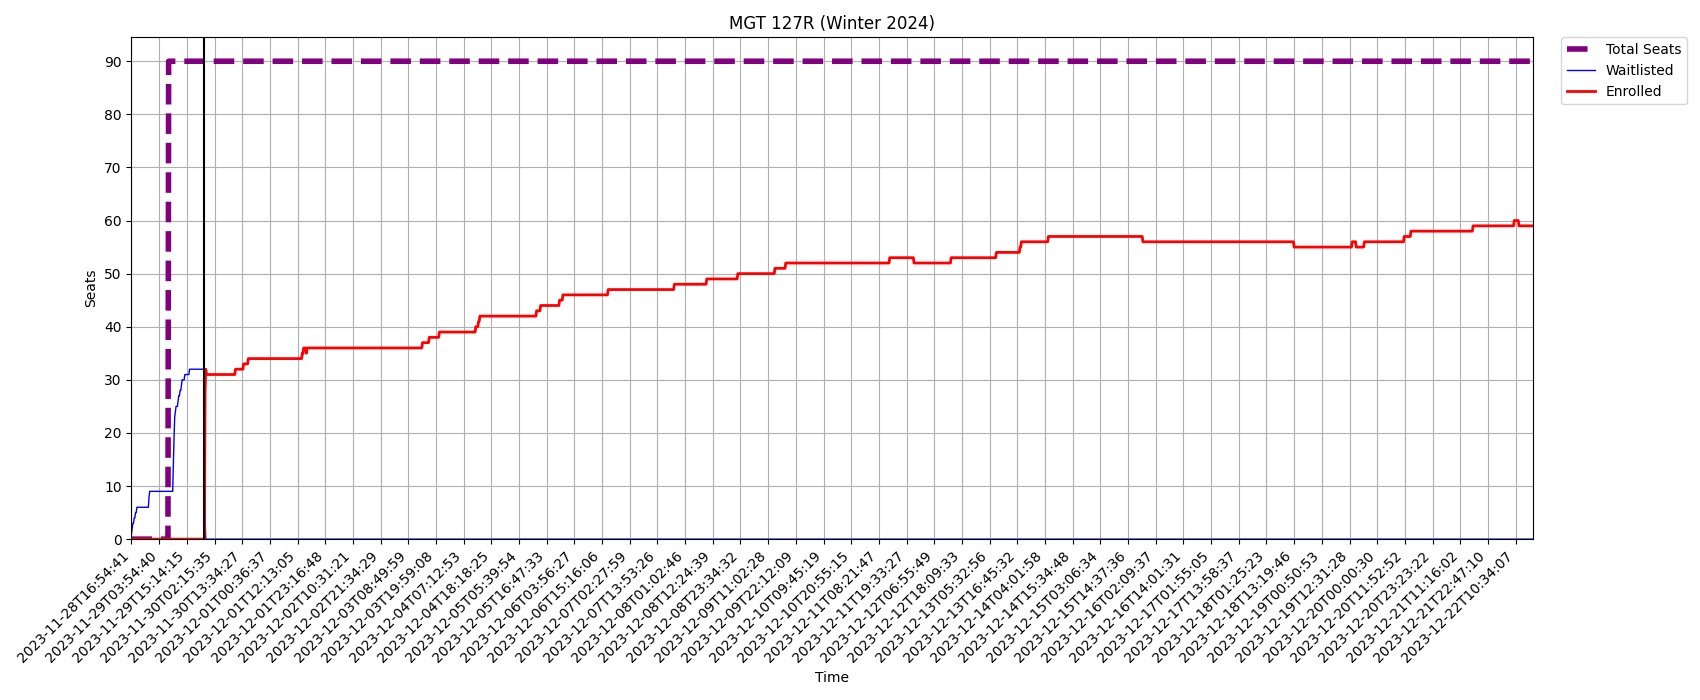 MGT 127R (Winter 2024)
Total Seats
Waitlisted
Enrolled
90
80
70
60
50
40
30
20
10
0
Seats
2023-11-28T16:54:41
2023-11-29T03:54:40
2023-11-29T15:14:15
2023-11-30T02:15:35
2023-11-30T13:34:27
2023-12-01T00:36:37
2023-12-01T12:13:05
2023-12-01T23:16:48
2023-12-02T10:31:21
2023-12-02T21:34:29
2023-12-03T08:49:59
2023-12-03T19:59:08
2023-12-04T07:12:53
2023-12-04T18:18:25
2023-12-05T05:39:54
2023-12-05T16:47:33
2023-12-06T03:56:27
2023-12-06T15:16:06
2023-12-07T02:27:59
2023-12-07T13:53:26
2023-12-08T01:02:46
2023-12-08T12:24:39
2023-12-08T23:34:32
2023-12-09T11:02:28
2023-12-09T22:12:09
2023-12-10T09:45:19
2023-12-10T20:55:15
2023-12-11T08:21:47
2023-12-11T19:33:27
2023-12-12T06:55:49
2023-12-12T18:09:33
2023-12-13T05:32:56
2023-12-13T16:45:32
2023-12-14T04:01:58
2023-12-14T15:34:48
2023-12-15T03:06:34
2023-12-15T14:37:36
2023-12-16T02:09:37
2023-12-16T14:01:31
2023-12-17T01:55:05
2023-12-17T13:58:37
2023-12-18T01:25:23
2023-12-18T13:19:46
2023-12-19T00:50:53
2023-12-19T12:31:28
2023-12-20T00:00:30
2023-12-20T11:52:52
2023-12-20T23:23:22
2023-12-21T11:16:02
2023-12-21T22:47:10
2023-12-22T10:34:07
Time